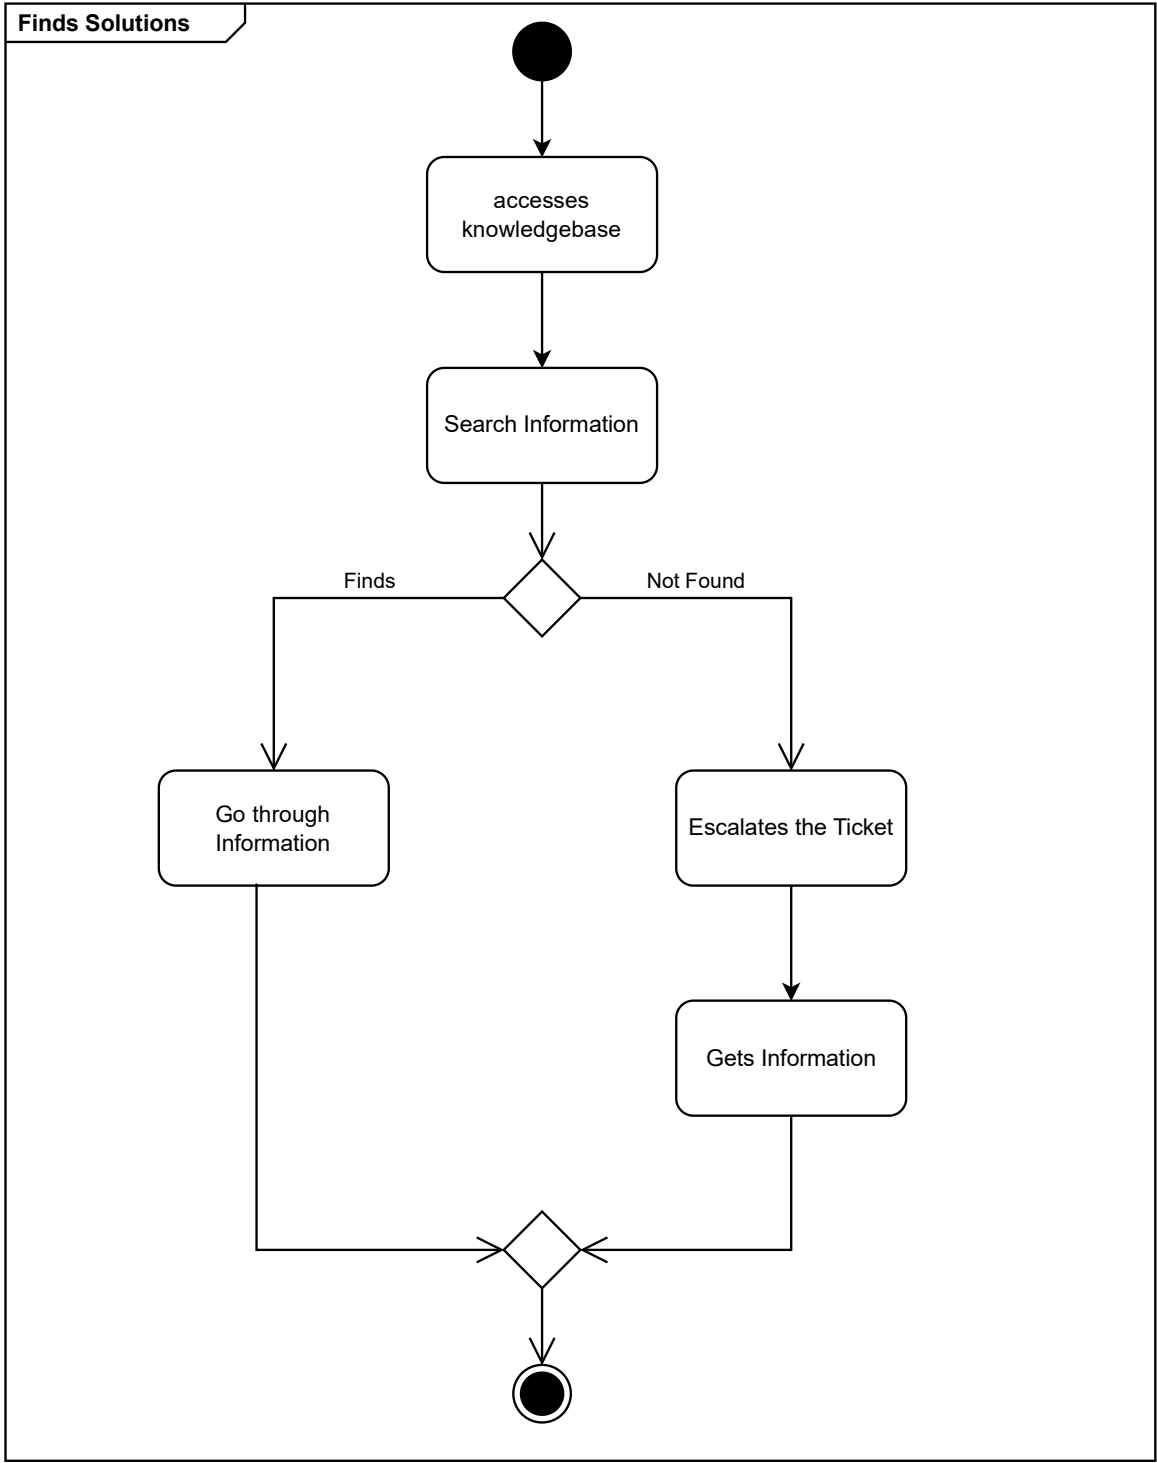 Finds Solutions
accesses
knowledgebase
Search Information
Finds
Not Found
Go through
Information
Escalates the Ticket
Gets Information